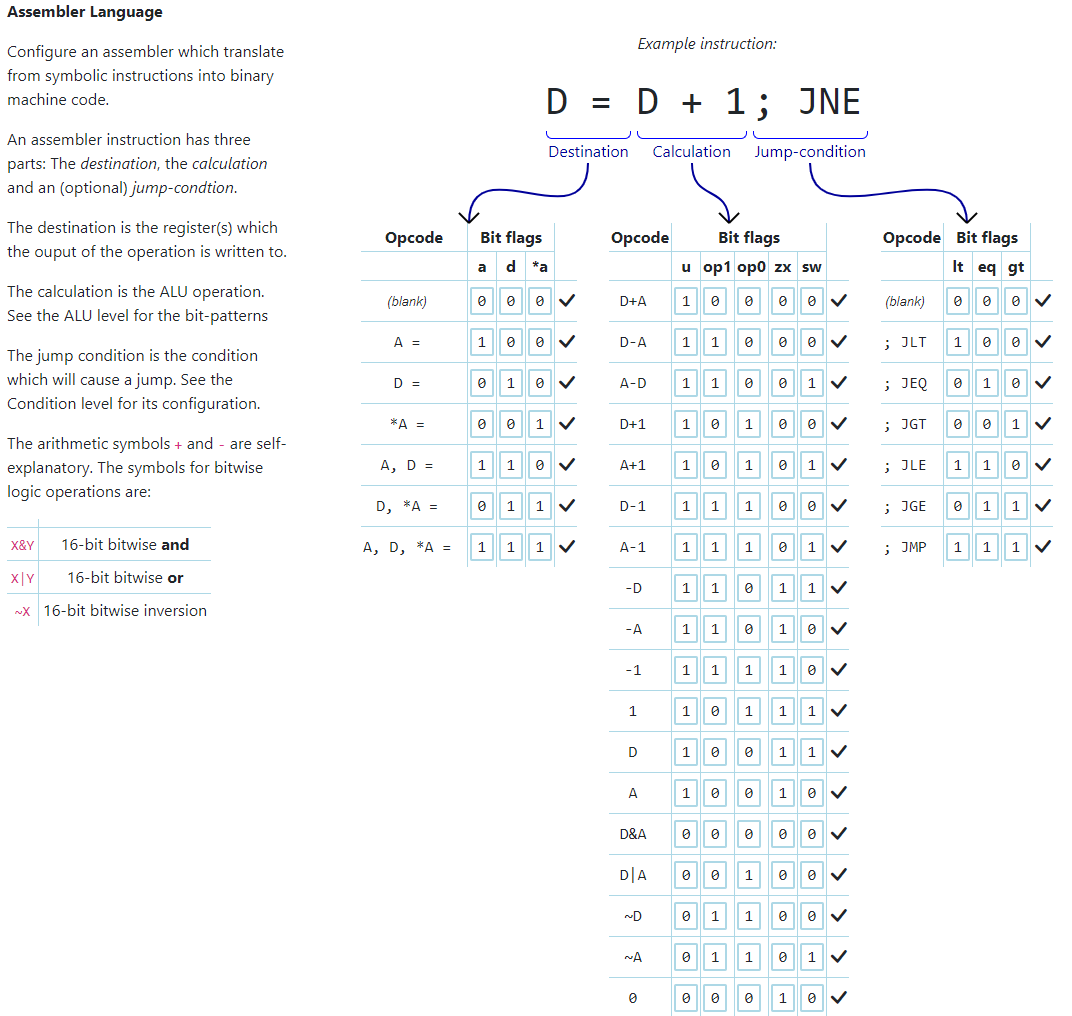 Assembler Language
Configure an assembler which translate
from symbolic instructions into binary
machine code.
An assembler instruction has three
parts: The destination, the calculation
and an (optional) jump-condtion.
The destination is the register(s) which
the ouput of the operation is written to.
The calculation is the ALU operation.
See the ALU level for the bit-patterns
The jump condition is the condition
which will cause a jump. See the
Condition level for its configuration.
The arithmetic symbols + and - are self-
explanatory. The symbols for bitwise
logic operations are:
X&Y 16-bit bitwise and
X|Y 16-bit bitwise or
~X 16-bit bitwise inversion
Example instruction:
D = D + 1; JNE
Destination Calculation Jump-condition
Opcode Bit flags
a d *a
(blank) 0 0 0
A = 1 0 0
D = 0 1 0
*A = 0 0 1
A, D = 1 1 0
D, *A = 0 1 1
A, D, *A = 1 1 1
Opcode Bit flags
u op1 op0 zx sw
D+A 1 0 0 0 0
D-A 1 1 0 0 0
A-D 1 1 0 0 1
D+1 1 0 1 0 0
A+1 1 0 1 0 1
D-1 1 1 1 0 0
A-1 1 1 1 0 1
-D 1 1 0 1 1
-A 1 1 0 1 0
-1 1 1 1 1 0
1 1 0 1 1 1
D 1 0 0 1 1
A 1 0 0 1 0
D&A 0 0 0 0 0
D|A 0 0 1 0 0
~D 0 1 1 0 0
~A 0 1 1 0 1
0 0 0 0 1 0
Opcode Bit flags
lt eq gt
(blank) 0 0 0
; JLT 1 0 0
; JEQ 0 1 0
; JGT 0 0 1
; JLE 1 1 0
; JGE 0 1 1
; JMP 1 1 1